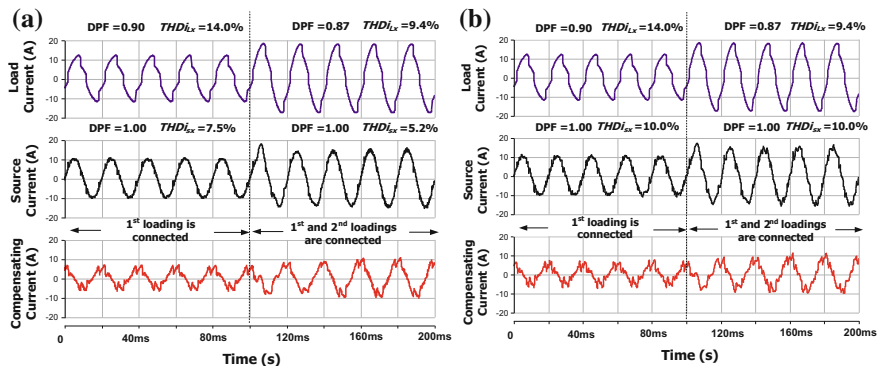 (a)
DPF =0.90 THDiLx=14.0% DPF =0.87 THDiLx=9.4%
Load
Current (A)
20
10
0
-10
-20
DPF =1.00 THDisx=7.5% DPF =1.00 THDisx=5.2%
Source
Current (A)
20
10
0
-10
-20
1st loading is
connected
1st and 2nd loadings
are connected
Compensating
Current (A)
20
10
0
-10
-20
0 40ms 80ms 120ms 160ms 200ms
Time (s)
(b)
DPF =0.90 THDiLx=14.0% DPF =0.87 THDiLx=9.4%
Load
Current (A)
20
10
0
-10
-20
DPF =1.00 THDisx=10.0% DPF =1.00 THDisx=10.0%
Source
Current (A)
20
10
0
-10
-20
1st loading is
connected
1st and 2nd loadings
are connected
Compensating
Current (A)
20
10
0
-10
-20
0 40ms 80ms 120ms 160ms 200ms
Time (s)